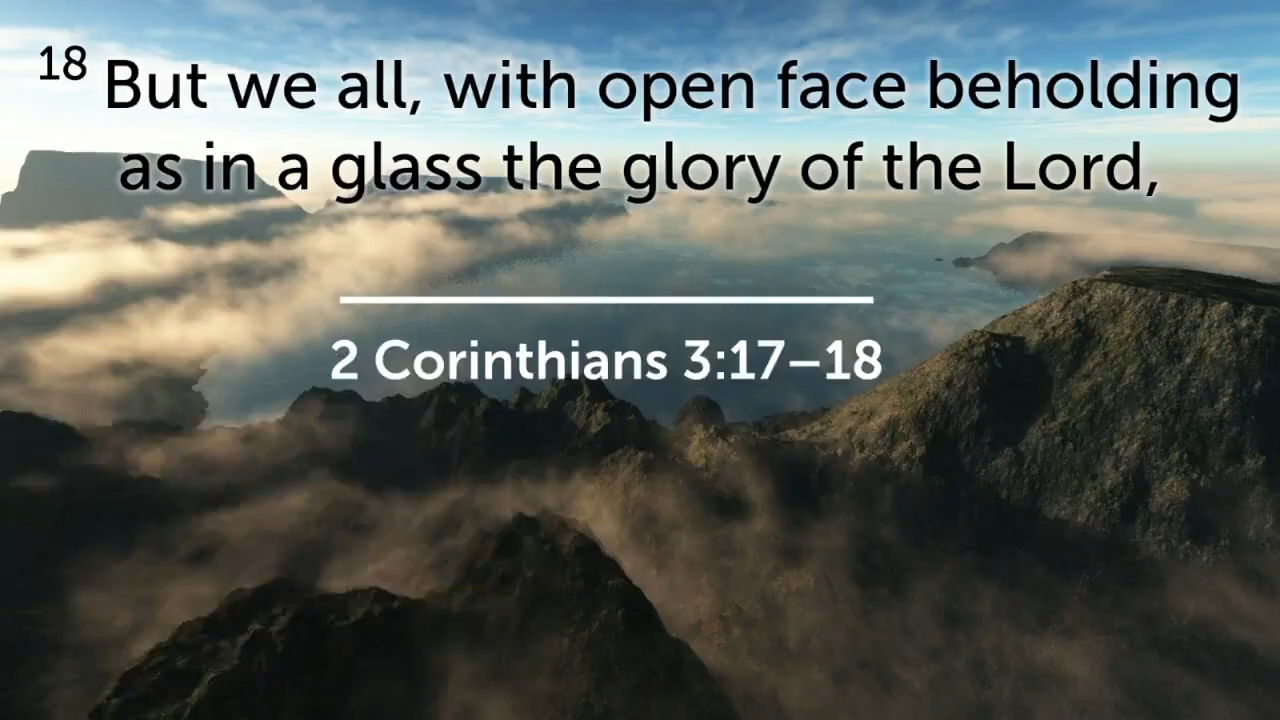 18 But we all, with open face beholding
as in a glass the glory of the Lord,
2 Corinthians 3:17–18